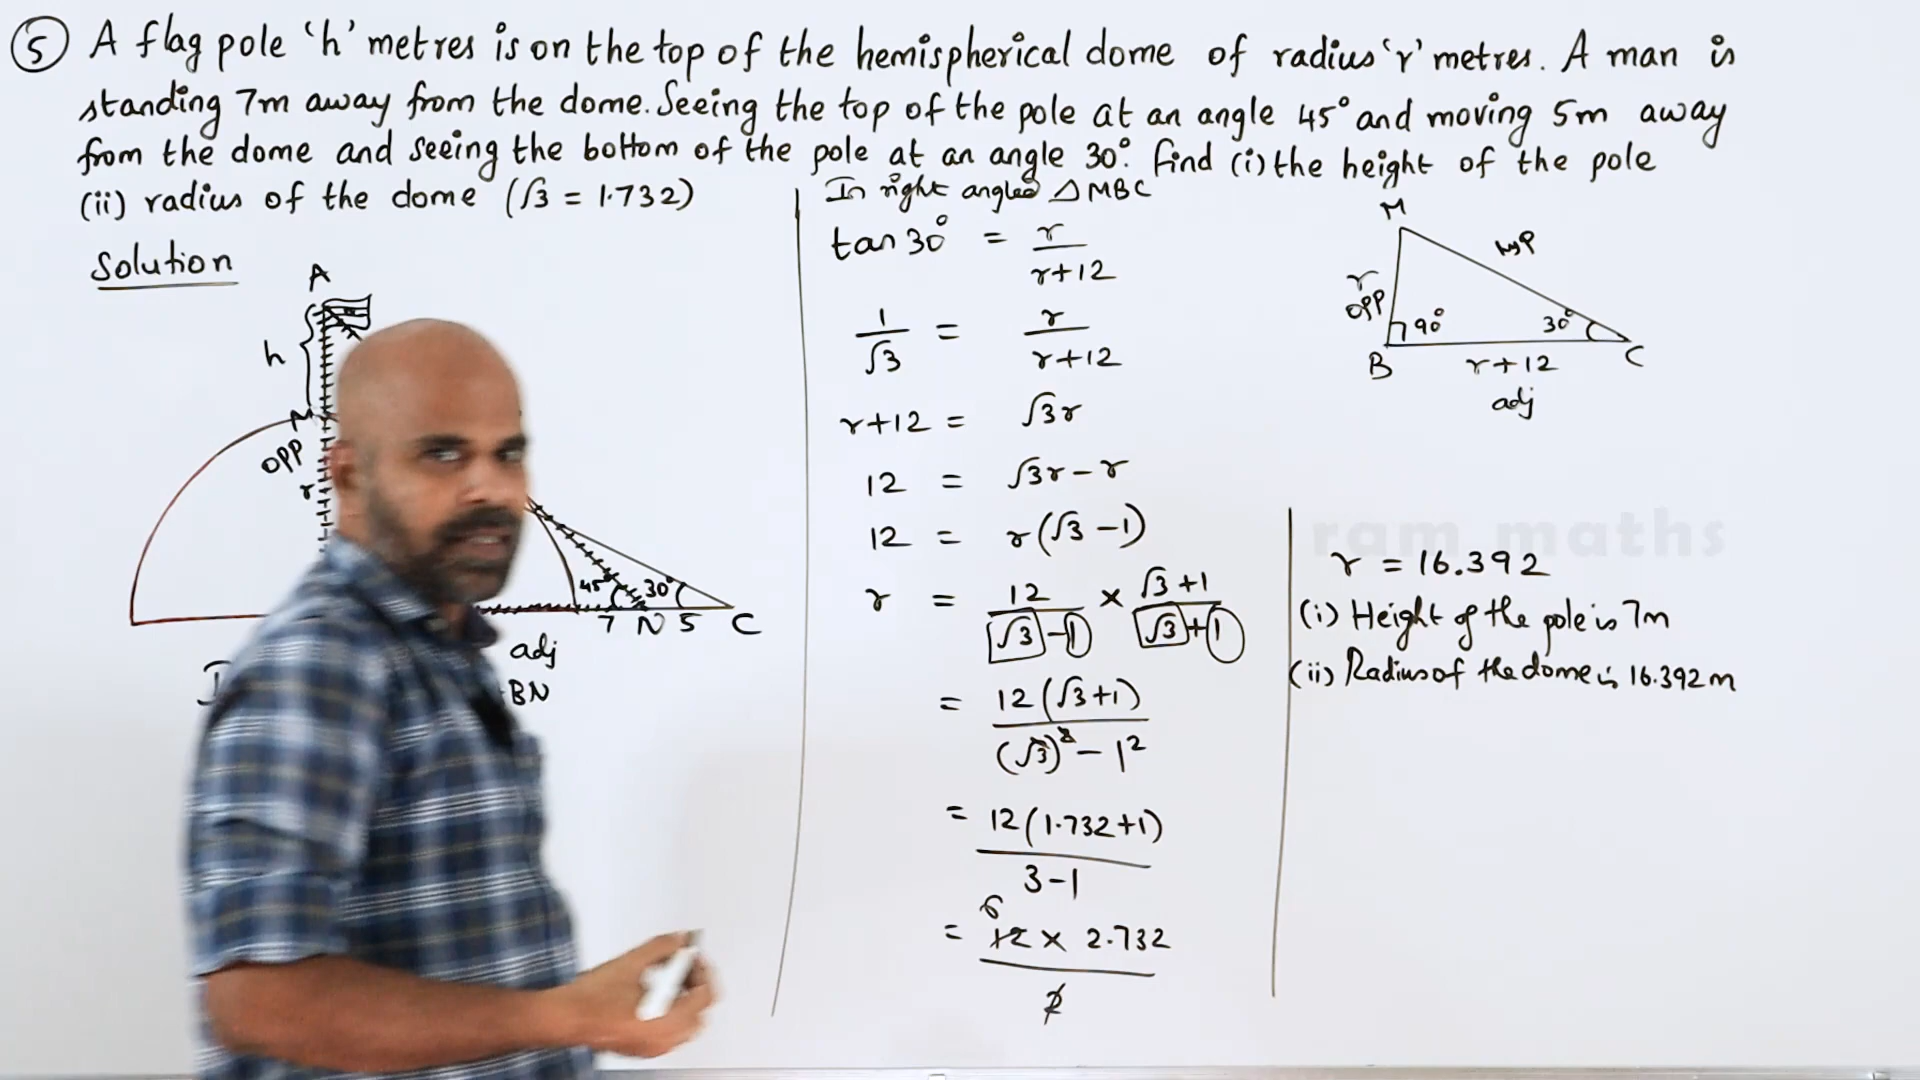 5 A flag pole 'h' metres is on the top of the hemispherical dome of radius 'r' metres. A man is
standing 7m away from the dome. Seeing the top of the pole at an angle 45° and moving 5m away
from the dome and seeing the bottom of the pole at an angle 30°. Find (i) the height of the pole
(ii) radius of the dome (√3 = 1.732)
Solution
A
h
M
opp
r
45° 30°
7 N 5 C
adj
BN
In right angled △MBC
tan 30° = r/(r+12)
1/√3 = r/(r+12)
r+12 = √3r
12 = √3r - r
12 = r(√3 - 1)
r = 12/(√3 - 1) × (√3 + 1)/(√3 + 1)
= 12(√3+1)/((√3)² - 1²)
= 12(1.732+1)/(3-1)
6
= 12 × 2.732/2
M
hyp
r
opp
90° 30°
B r+12 C
adj
ram maths
r = 16.392
(i) Height of the pole is 7m
(ii) Radius of the dome is 16.392m